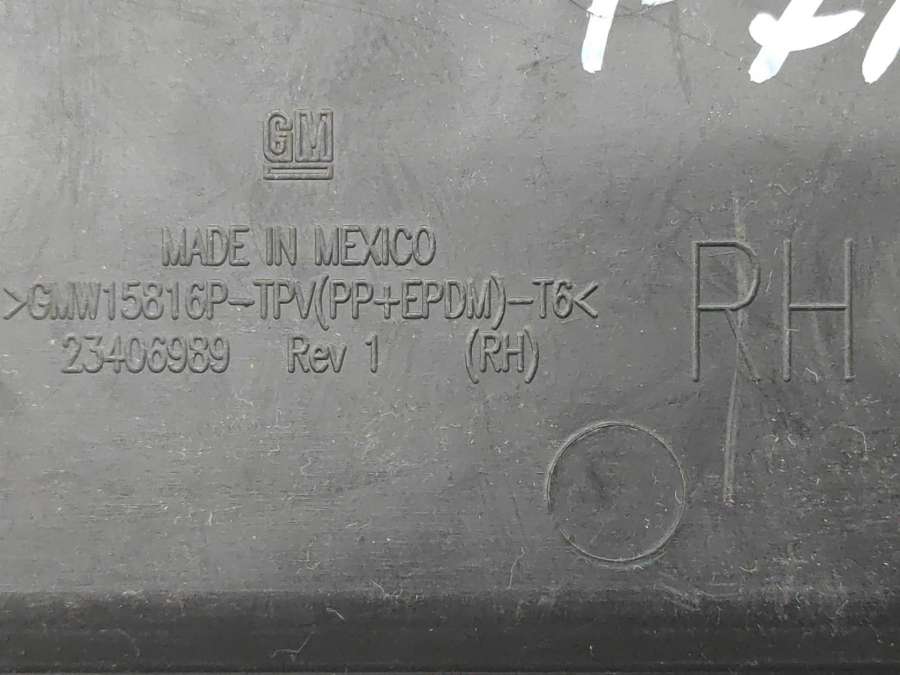 GM
MADE IN MEXICO
>GMW15816P-TPV(PP+EPDM)-T6<
23406989 Rev 1 (RH)
RH